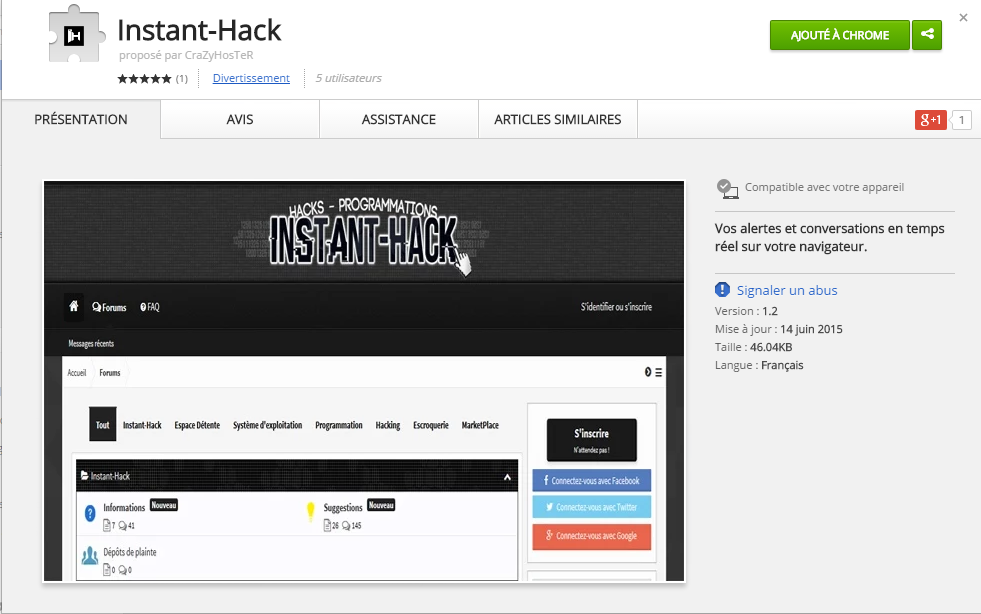 Instant-Hack
proposé par CraZyHosTeR
(1) Divertissement 5 utilisateurs
AJOUTÉ À CHROME
PRÉSENTATION AVIS ASSISTANCE ARTICLES SIMILAIRES
g+1 1
HACKS - PROGRAMMATIONS
INSTANT-HACK
Forums FAQ S'identifier ou s'inscrire
Messages récents
Accueil Forums
Tout Instant-Hack Espace Détente Système d'exploitation Programmation Hacking Escroquerie MarketPlace
Instant-Hack
Informations Nouveau
7 41
Suggestions Nouveau
26 145
Dépôts de plainte
0 0
S'inscrire
N'attendez pas !
f Connectez-vous avec Facebook
Connectez-vous avec Twitter
g+ Connectez-vous avec Google
Compatible avec votre appareil
Vos alertes et conversations en temps
réel sur votre navigateur.
Signaler un abus
Version : 1.2
Mise à jour : 14 juin 2015
Taille : 46.04KB
Langue : Français